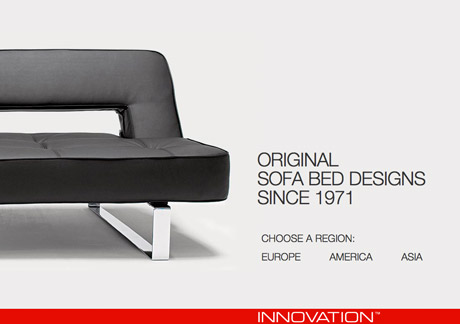 ORIGINAL
SOFA BED DESIGNS
SINCE 1971
CHOOSE A REGION:
EUROPE AMERICA ASIA
INNOVATION™